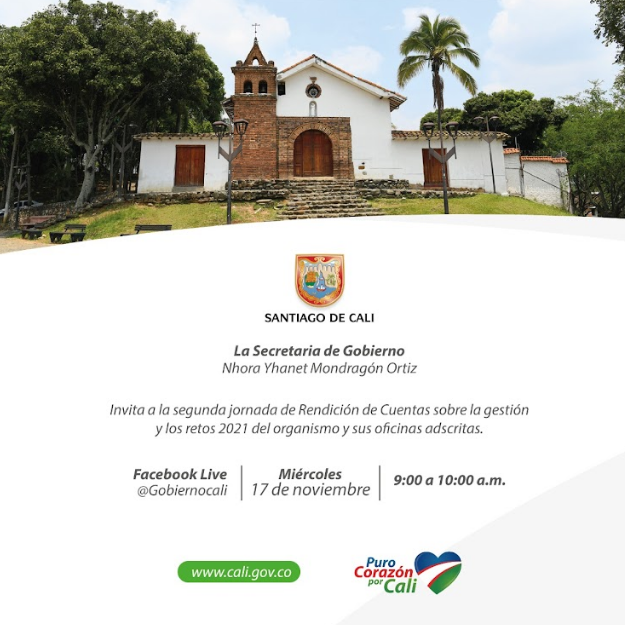 SANTIAGO DE CALI
La Secretaria de Gobierno
Nhora Yhanet Mondragón Ortiz
Invita a la segunda jornada de Rendición de Cuentas sobre la gestión
y los retos 2021 del organismo y sus oficinas adscritas.
Facebook Live
@Gobiernocali
Miércoles
17 de noviembre
9:00 a 10:00 a.m.
www.cali.gov.co
Puro
Corazón
por
Cali